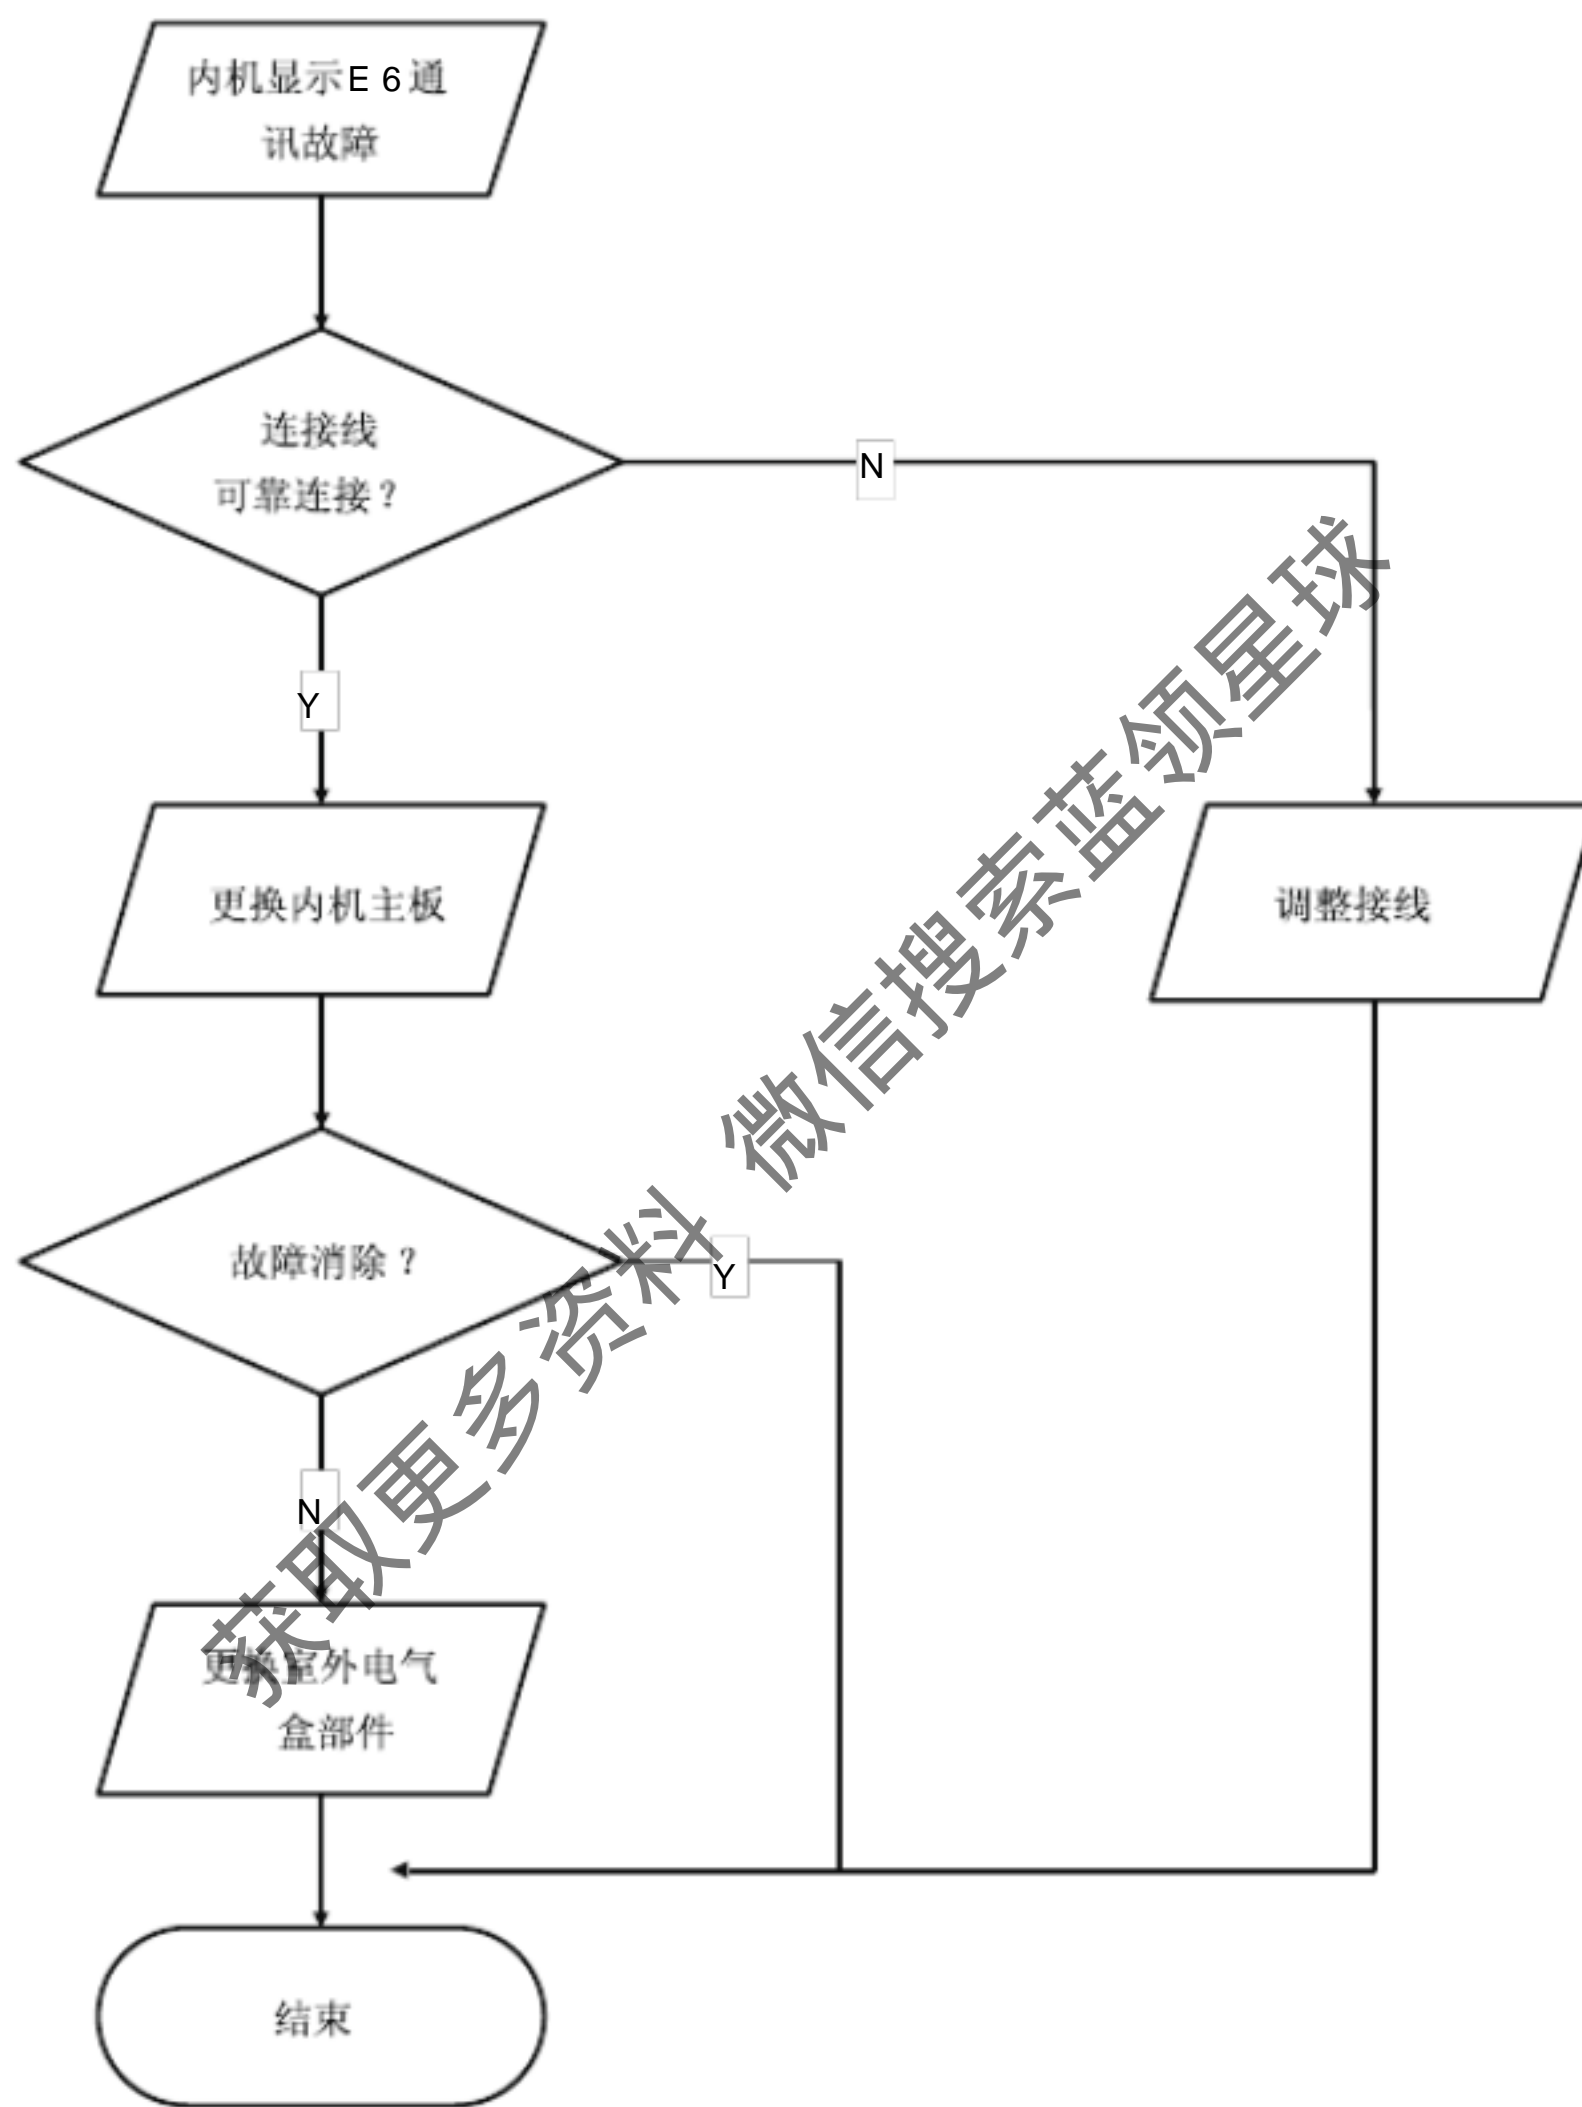 内机显示E 6通
讯故障
连接线
可靠连接？
N
Y
更换内机主板
调整接线
故障消除？
Y
N
更换室外电气
盒部件
结束
获取更多资料 微信搜索蓝领星球